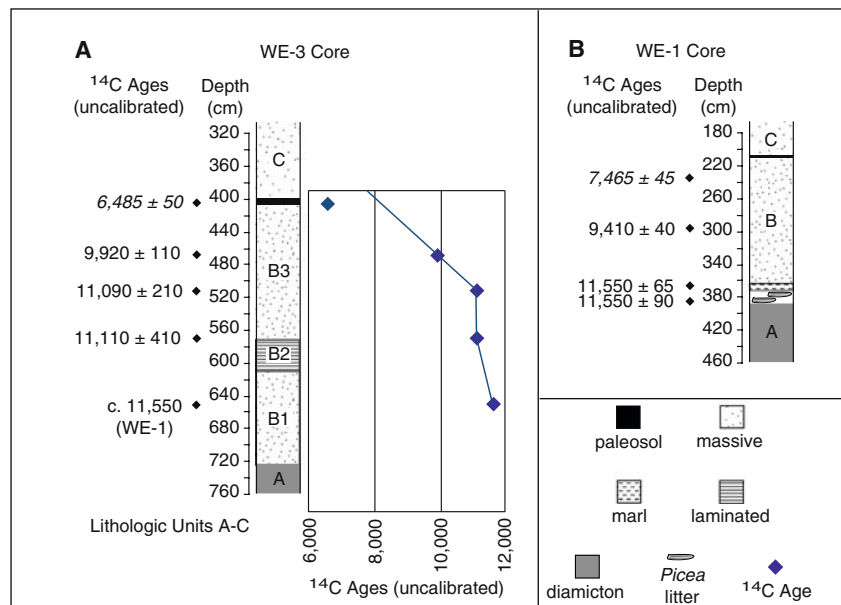 A
WE-3 Core
14C Ages
(uncalibrated)
Depth
(cm)
320
360
400
440
480
520
560
600
640
680
720
760
6,485 ± 50
9,920 ± 110
11,090 ± 210
11,110 ± 410
c. 11,550
(WE-1)
C
B3
B2
B1
A
Lithologic Units A-C
6,000
8,000
10,000
12,000
14C Ages (uncalibrated)
B
WE-1 Core
14C Ages
(uncalibrated)
Depth
(cm)
180
220
260
300
340
380
420
460
7,465 ± 45
9,410 ± 40
11,550 ± 65
11,550 ± 90
C
B
A
paleosol
massive
marl
laminated
diamicton
Picea
litter
14C Age